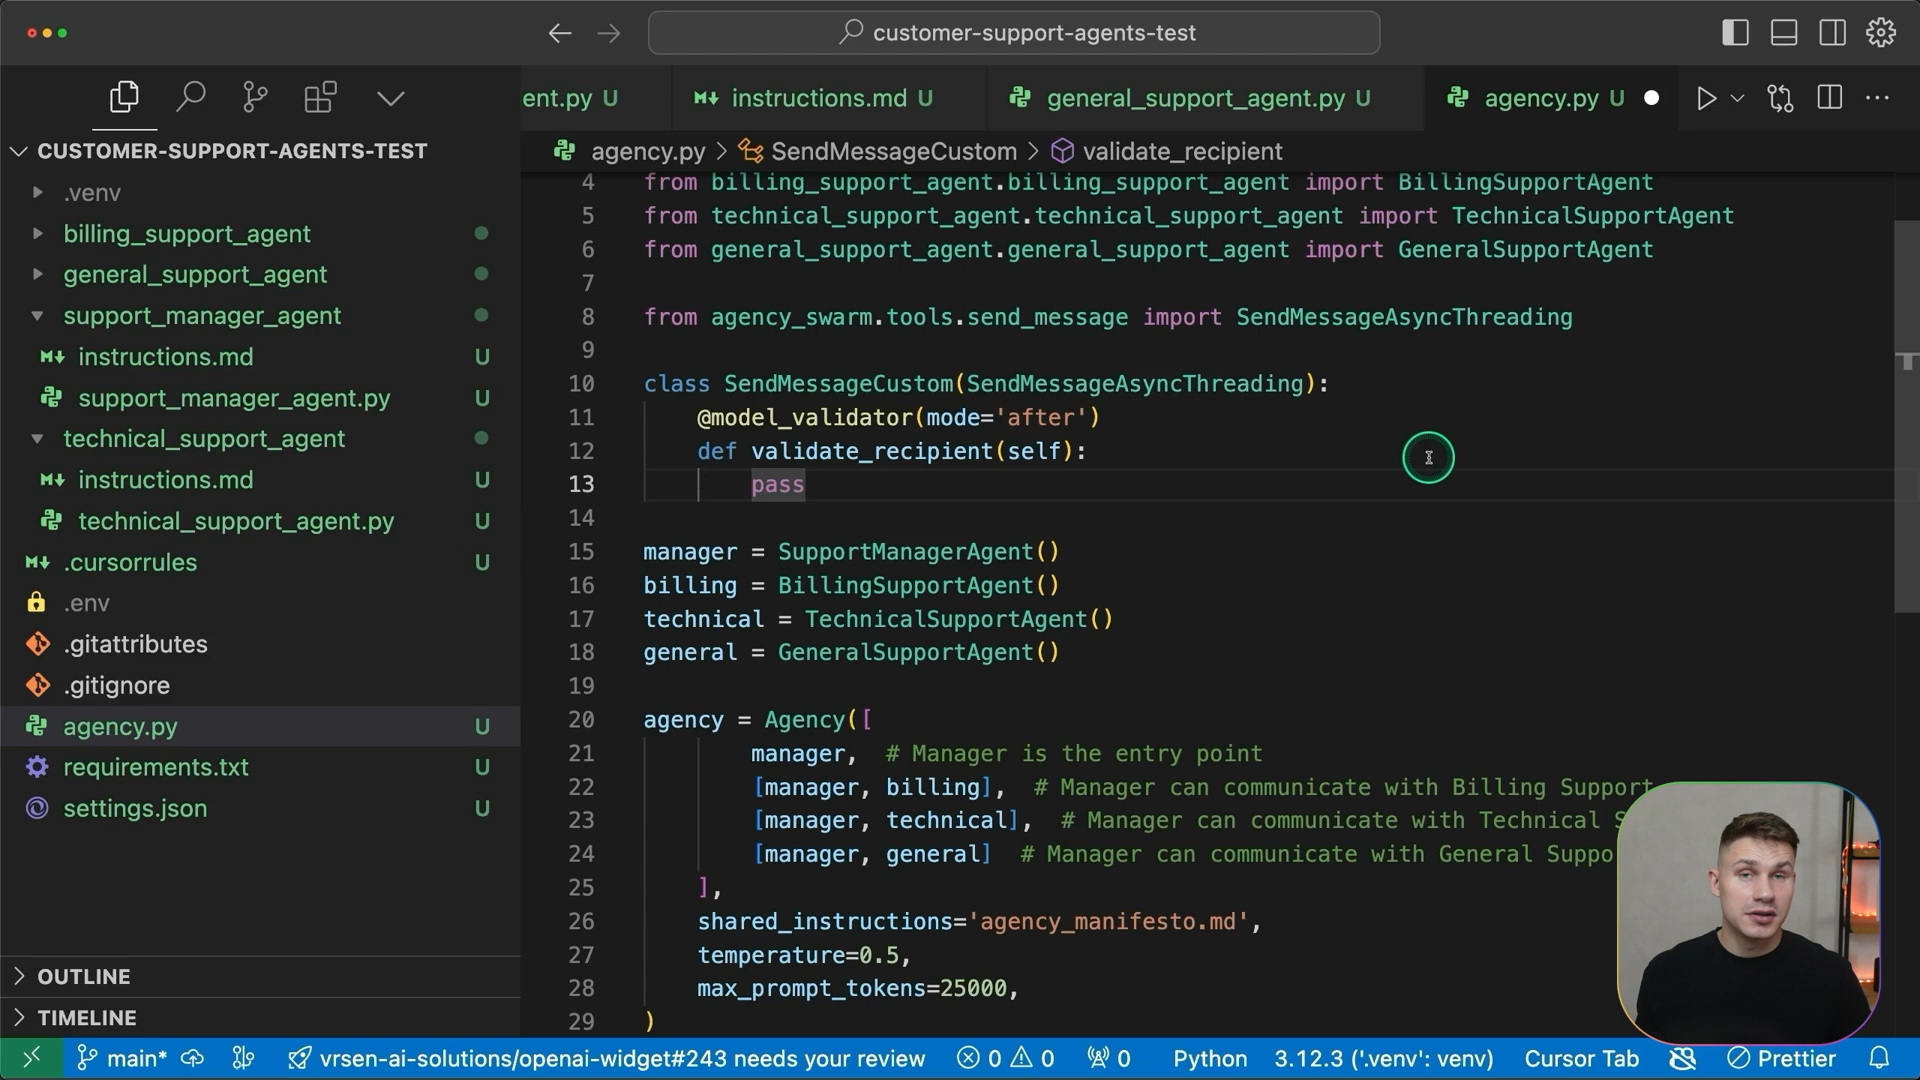 customer-support-agents-test
ent.py U
instructions.md U
general_support_agent.py U
agency.py U
CUSTOMER-SUPPORT-AGENTS-TEST
agency.py > SendMessageCustom > validate_recipient
.venv
billing_support_agent
general_support_agent
support_manager_agent
instructions.md U
support_manager_agent.py U
technical_support_agent
instructions.md U
technical_support_agent.py U
.cursorrules U
.env
.gitattributes
.gitignore
agency.py U
requirements.txt U
settings.json U
OUTLINE
TIMELINE
4 from billing_support_agent.billing_support_agent import BillingSupportAgent
5 from technical_support_agent.technical_support_agent import TechnicalSupportAgent
6 from general_support_agent.general_support_agent import GeneralSupportAgent
7
8 from agency_swarm.tools.send_message import SendMessageAsyncThreading
9
10 class SendMessageCustom(SendMessageAsyncThreading):
11 @model_validator(mode='after')
12 def validate_recipient(self):
13 pass
14
15 manager = SupportManagerAgent()
16 billing = BillingSupportAgent()
17 technical = TechnicalSupportAgent()
18 general = GeneralSupportAgent()
19
20 agency = Agency([
21 manager, # Manager is the entry point
22 [manager, billing], # Manager can communicate with Billing Support
23 [manager, technical], # Manager can communicate with Technical S
24 [manager, general] # Manager can communicate with General Suppo
25 ],
26 shared_instructions='agency_manifesto.md',
27 temperature=0.5,
28 max_prompt_tokens=25000,
29 )
main* vrsen-ai-solutions/openai-widget#243 needs your review 0 0 0 Python 3.12.3 ('.venv': venv) Cursor Tab Prettier